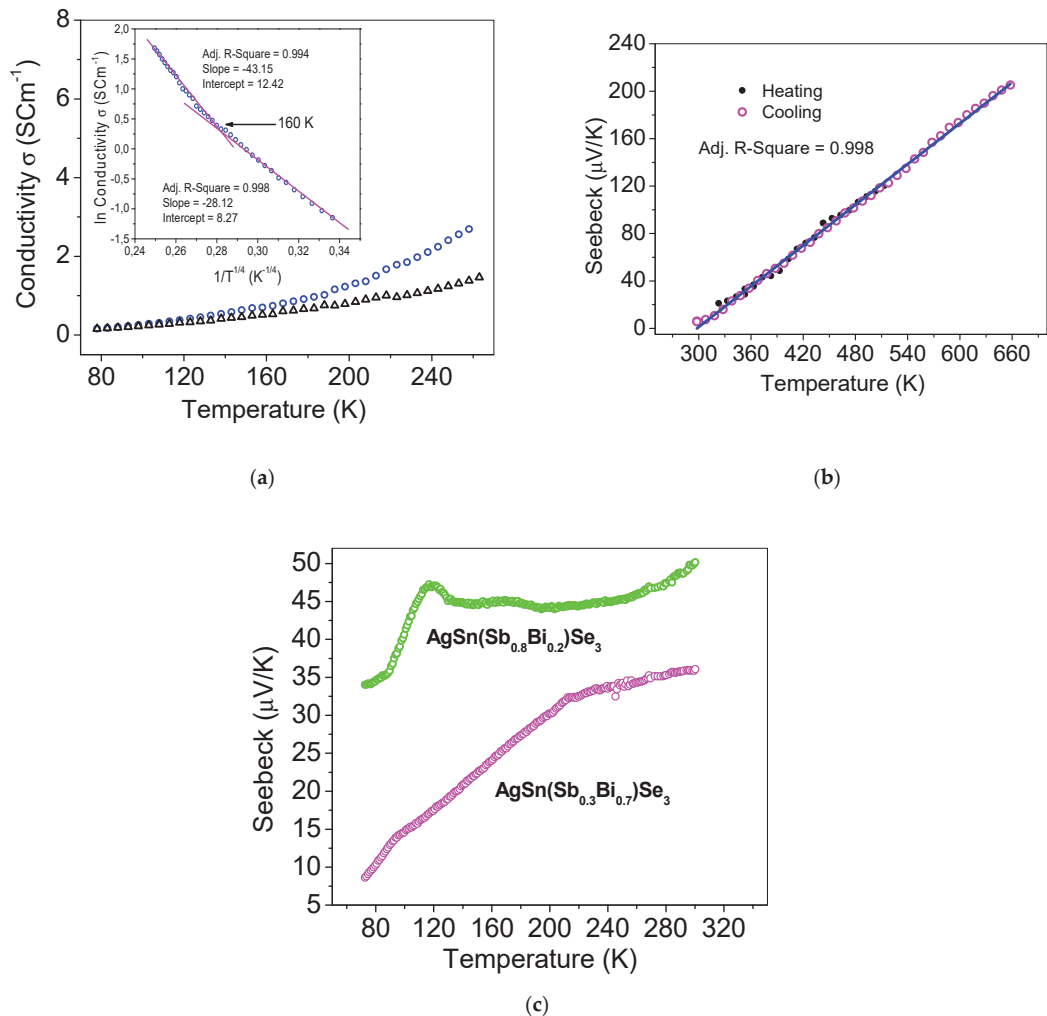 8
6
4
2
0
Conductivity σ (SCm⁻¹)
80 120 160 200 240
Temperature (K)
2,0
1,5
1,0
0,5
0,0
-0,5
-1,0
-1,5
ln Conductivity σ (SCm⁻¹)
Adj. R-Square = 0.994
Slope = -43.15
Intercept = 12.42
160 K
Adj. R-Square = 0.998
Slope = -28.12
Intercept = 8.27
0,24 0,26 0,28 0,30 0,32 0,34
1/T^1/4 (K^-1/4)
(a)
240
200
160
120
80
40
0
Seebeck (µV/K)
Heating
Cooling
Adj. R-Square = 0.998
300 360 420 480 540 600 660
Temperature (K)
(b)
50
45
40
35
30
25
20
15
10
5
Seebeck (µV/K)
AgSn(Sb₀.₈Bi₀.₂)Se₃
AgSn(Sb₀.₃Bi₀.₇)Se₃
80 120 160 200 240 280 320
Temperature (K)
(c)